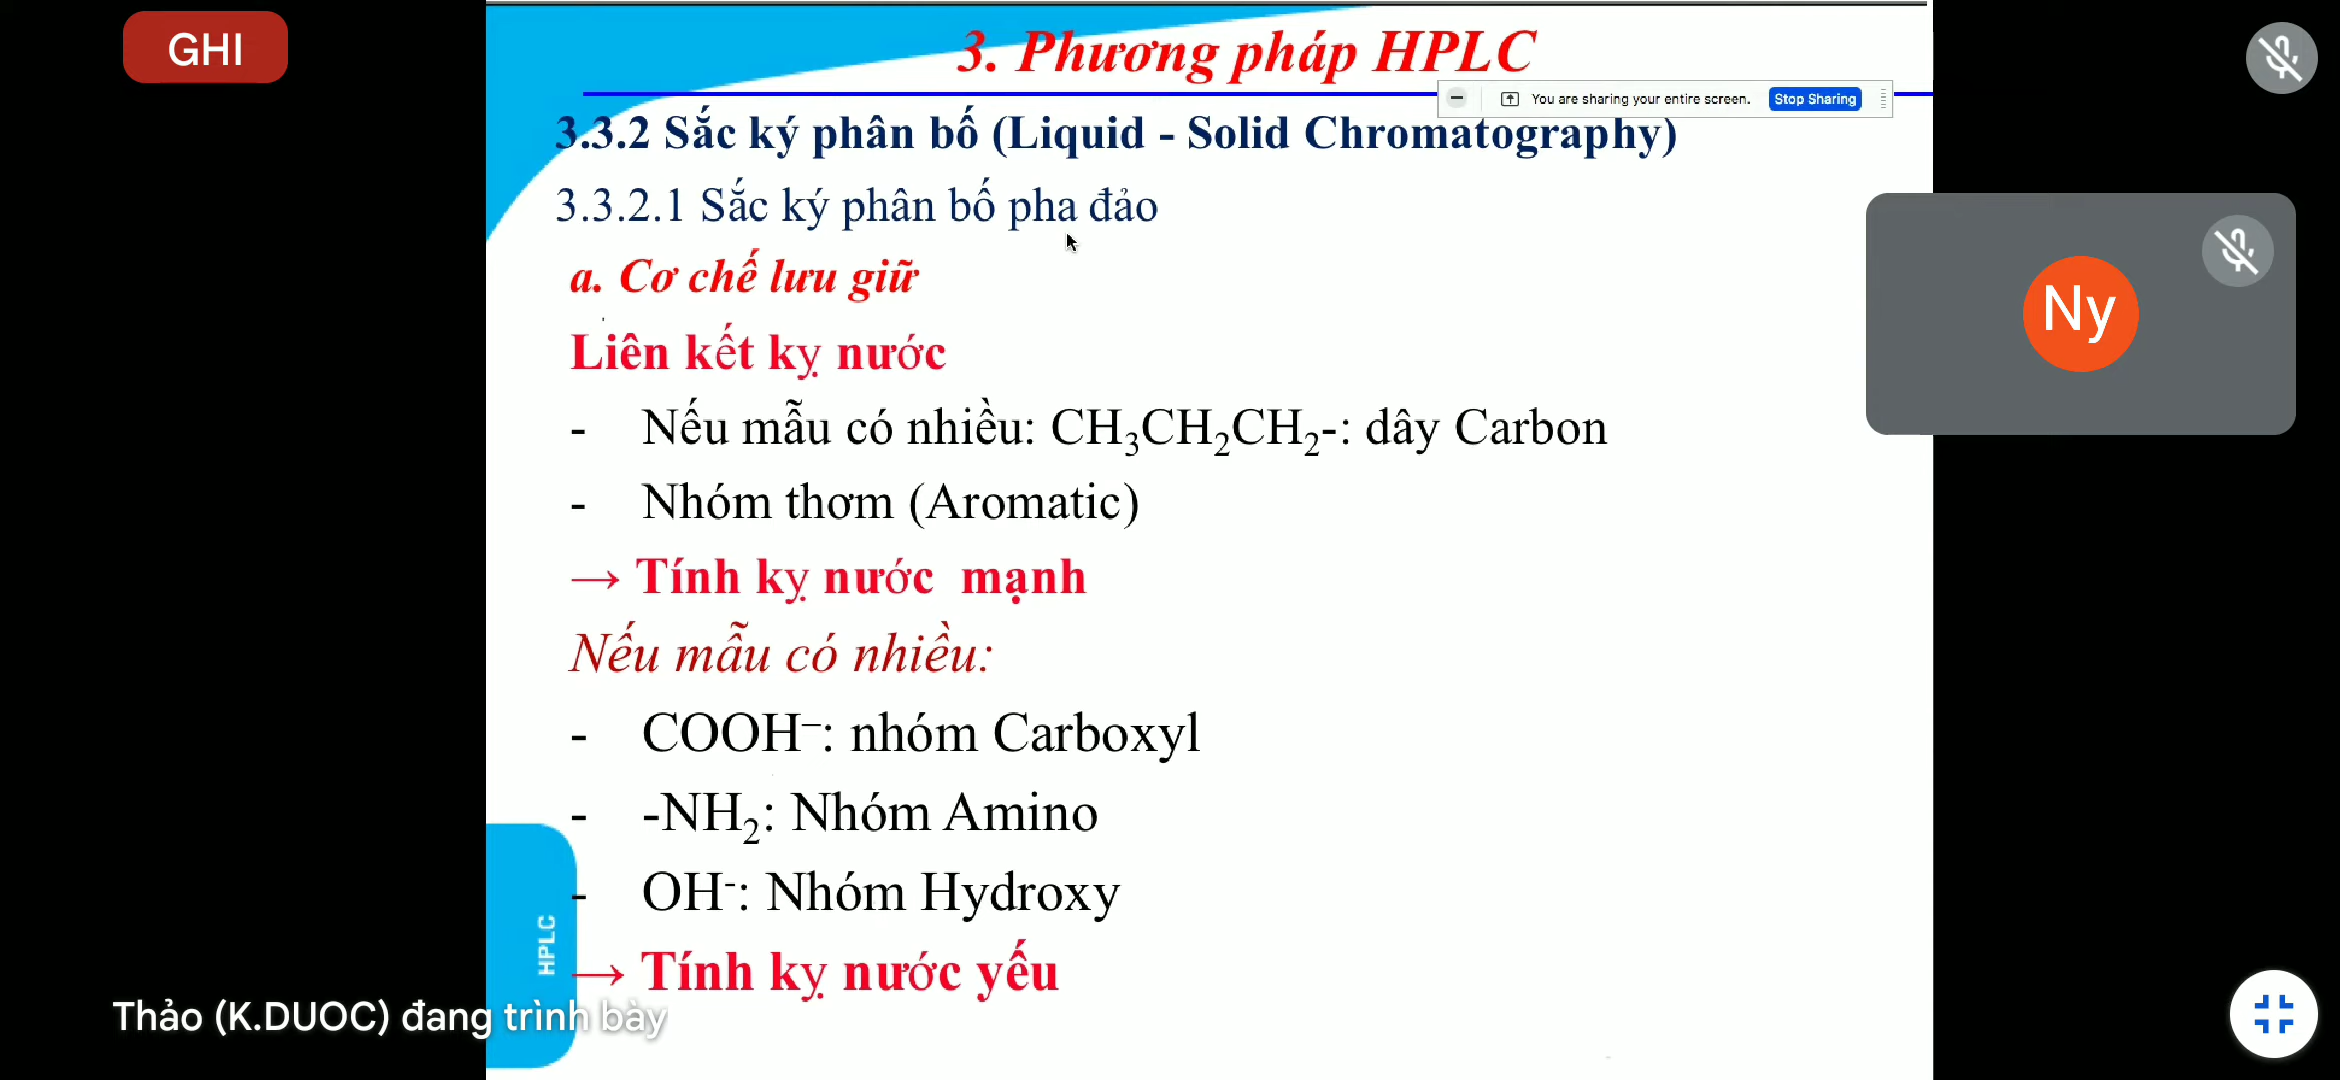 GHI
3. Phương pháp HPLC
You are sharing your entire screen. Stop Sharing
3.3.2 Sắc ký phân bố (Liquid - Solid Chromatography)
3.3.2.1 Sắc ký phân bố pha đảo
a. Cơ chế lưu giữ
Liên kết kỵ nước
Ny
- Nếu mẫu có nhiều: CH₃CH₂CH₂-: dây Carbon
- Nhóm thơm (Aromatic)
→ Tính kỵ nước mạnh
Nếu mẫu có nhiều:
- COOH⁻: nhóm Carboxyl
- -NH₂: Nhóm Amino
- OH⁻: Nhóm Hydroxy
→ Tính kỵ nước yếu
HPLC
Thảo (K.DUOC) đang trình bày